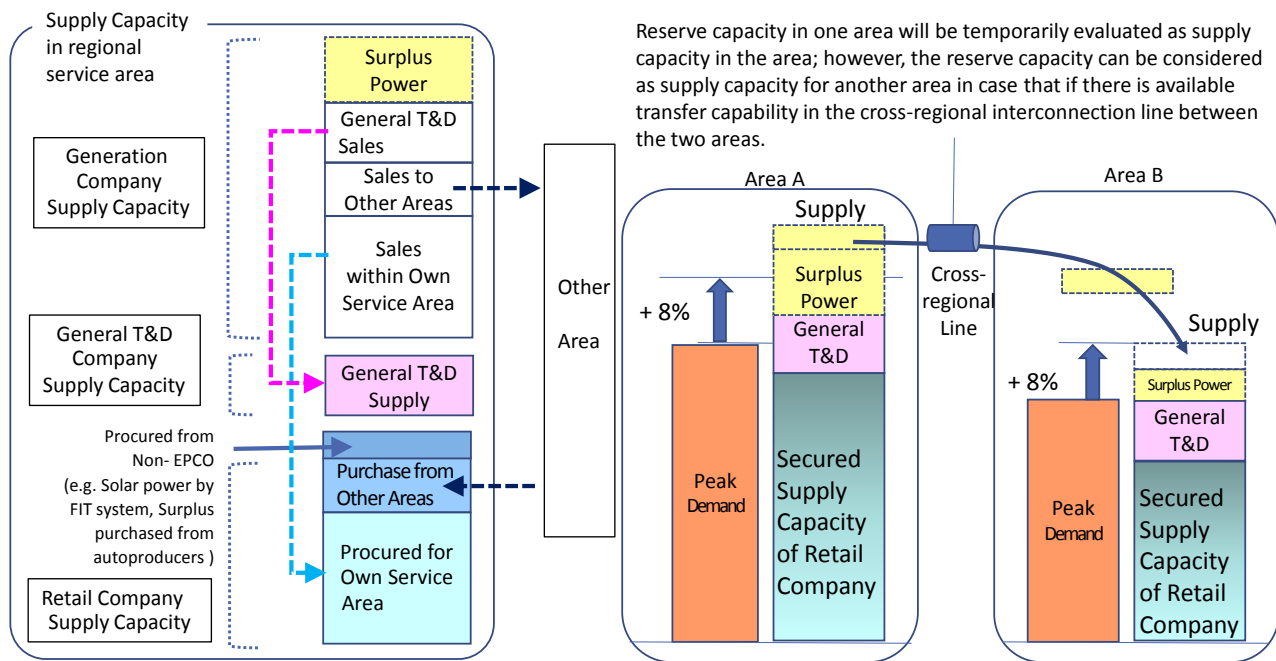 Supply Capacity
in regional
service area
Surplus
Power
General T&D
Sales
Sales to
Other Areas
Sales
within Own
Service Area
Generation
Company
Supply Capacity
General T&D
Company
Supply Capacity
General T&D
Supply
Procured from
Non- EPCO
(e.g. Solar power by
FIT system, Surplus
purchased from
autoproducers )
Purchase from
Other Areas
Procured for
Own Service
Area
Retail Company
Supply Capacity
Other
Area
Reserve capacity in one area will be temporarily evaluated as supply
capacity in the area; however, the reserve capacity can be considered
as supply capacity for another area in case that if there is available
transfer capability in the cross-regional interconnection line between
the two areas.
Area A
Supply
Surplus
Power
+ 8%
General
T&D
Peak
Demand
Secured
Supply
Capacity
of Retail
Company
Cross-
regional
Line
Area B
Supply
+ 8%
Surplus Power
General
T&D
Peak
Demand
Secured
Supply
Capacity
of Retail
Company